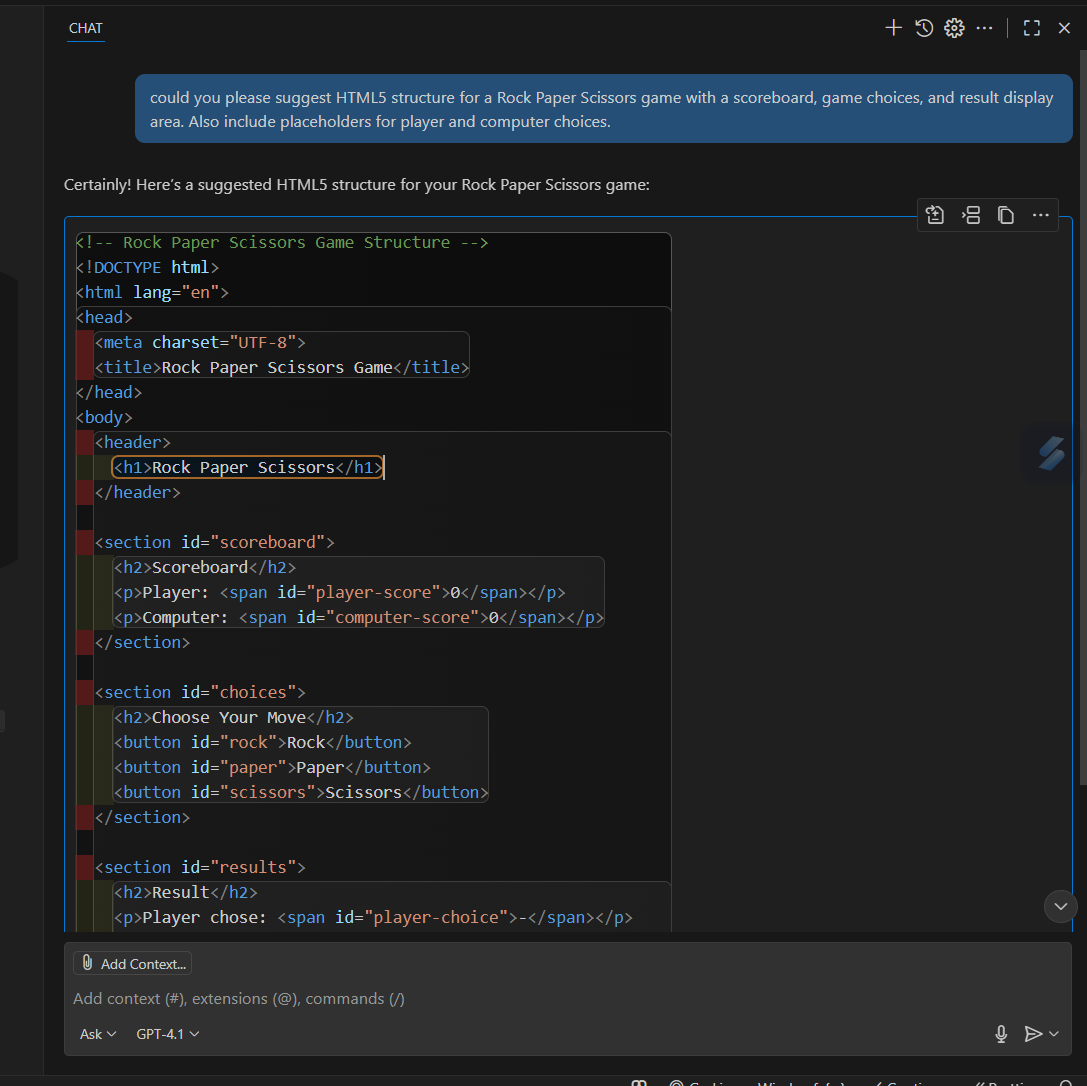 CHAT
could you please suggest HTML5 structure for a Rock Paper Scissors game with a scoreboard, game choices, and result display
area. Also include placeholders for player and computer choices.
Certainly! Here’s a suggested HTML5 structure for your Rock Paper Scissors game:
<!-- Rock Paper Scissors Game Structure -->
<!DOCTYPE html>
<html lang="en">
<head>
  <meta charset="UTF-8">
  <title>Rock Paper Scissors Game</title>
</head>
<body>
  <header>
    <h1>Rock Paper Scissors</h1>
  </header>
  <section id="scoreboard">
    <h2>Scoreboard</h2>
    <p>Player: <span id="player-score">0</span></p>
    <p>Computer: <span id="computer-score">0</span></p>
  </section>
  <section id="choices">
    <h2>Choose Your Move</h2>
    <button id="rock">Rock</button>
    <button id="paper">Paper</button>
    <button id="scissors">Scissors</button>
  </section>
  <section id="results">
    <h2>Result</h2>
    <p>Player chose: <span id="player-choice">-</span></p>
Add Context...
Add context (#), extensions (@), commands (/)
Ask GPT-4.1